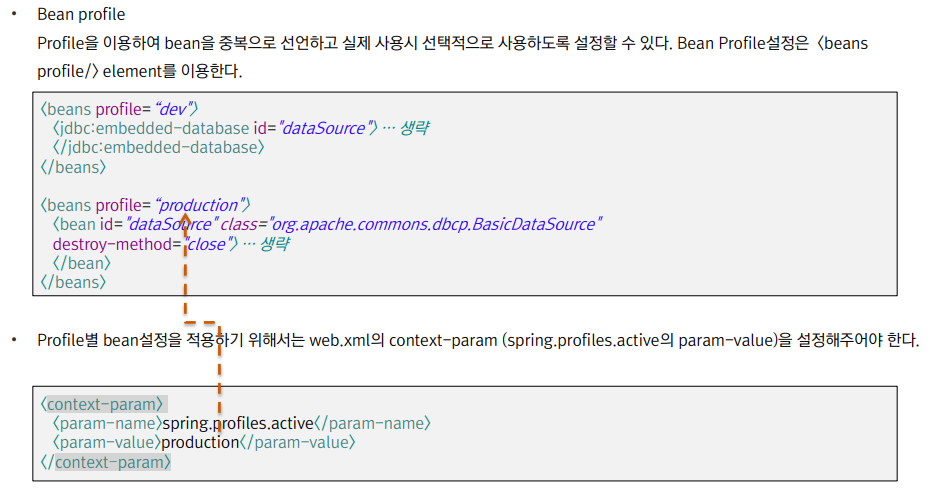 • Bean profile
Profile을 이용하여 bean을 중복으로 선언하고 실제 사용시 선택적으로 사용하도록 설정할 수 있다. Bean Profile설정은 〈beans
profile/〉 element를 이용한다.
〈beans profile=“dev"〉
〈jdbc:embedded-database id="dataSource"〉 … 생략
〈/jdbc:embedded-database〉
〈/beans〉
〈beans profile=“production"〉
〈bean id="dataSource" class="org.apache.commons.dbcp.BasicDataSource"
destroy-method="close"〉 … 생략
〈/bean〉
〈/beans〉
• Profile별 bean설정을 적용하기 위해서는 web.xml의 context-param (spring.profiles.active의 param-value)을 설정해주어야 한다.
〈context-param〉
〈param-name〉spring.profiles.active〈/param-name〉
〈param-value〉production〈/param-value〉
〈/context-param〉